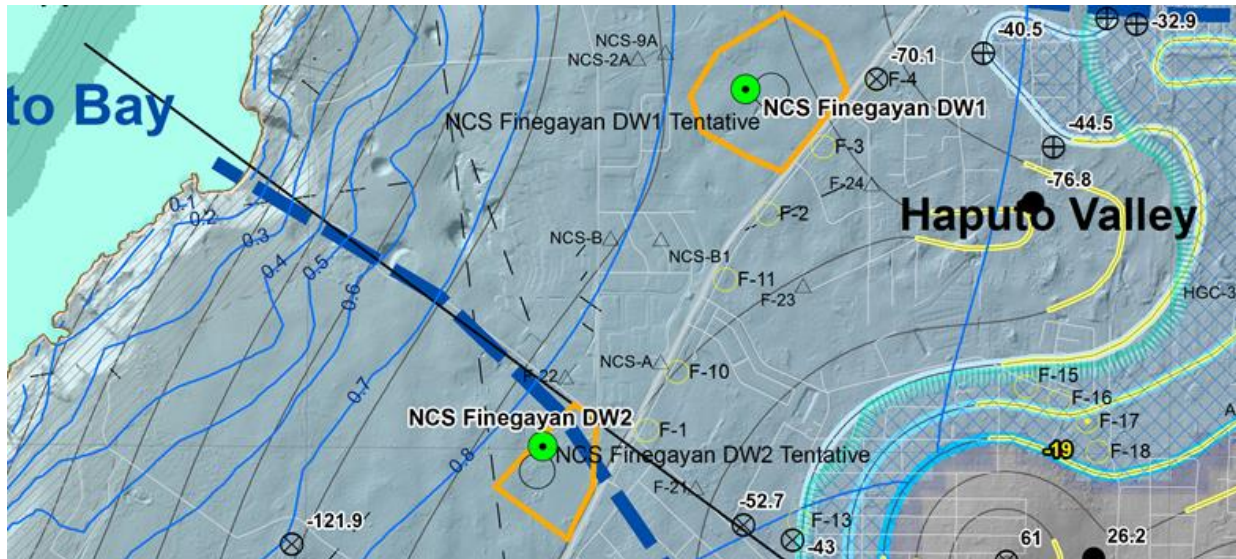 -40.5
-32.9
NCS-9A
NCS-2A
-70.1
F-4
to Bay
NCS Finegayan DW1
NCS Finegayan DW1 Tentative
-44.5
F-3
F-24
-76.8
0.1
0.2
F-2
Haputo Valley
0.3
NCS-B
NCS-B1
0.4
0.5
F-11
F-23
HGC-3
0.6
NCS-A
F-10
F-22
0.7
F-15
F-16
NCS Finegayan DW2
F-17
F-1
-19
F-18
NCS Finegayan DW2 Tentative
0.8
F-21
-52.7
F-13
-121.9
-43
61
26.2